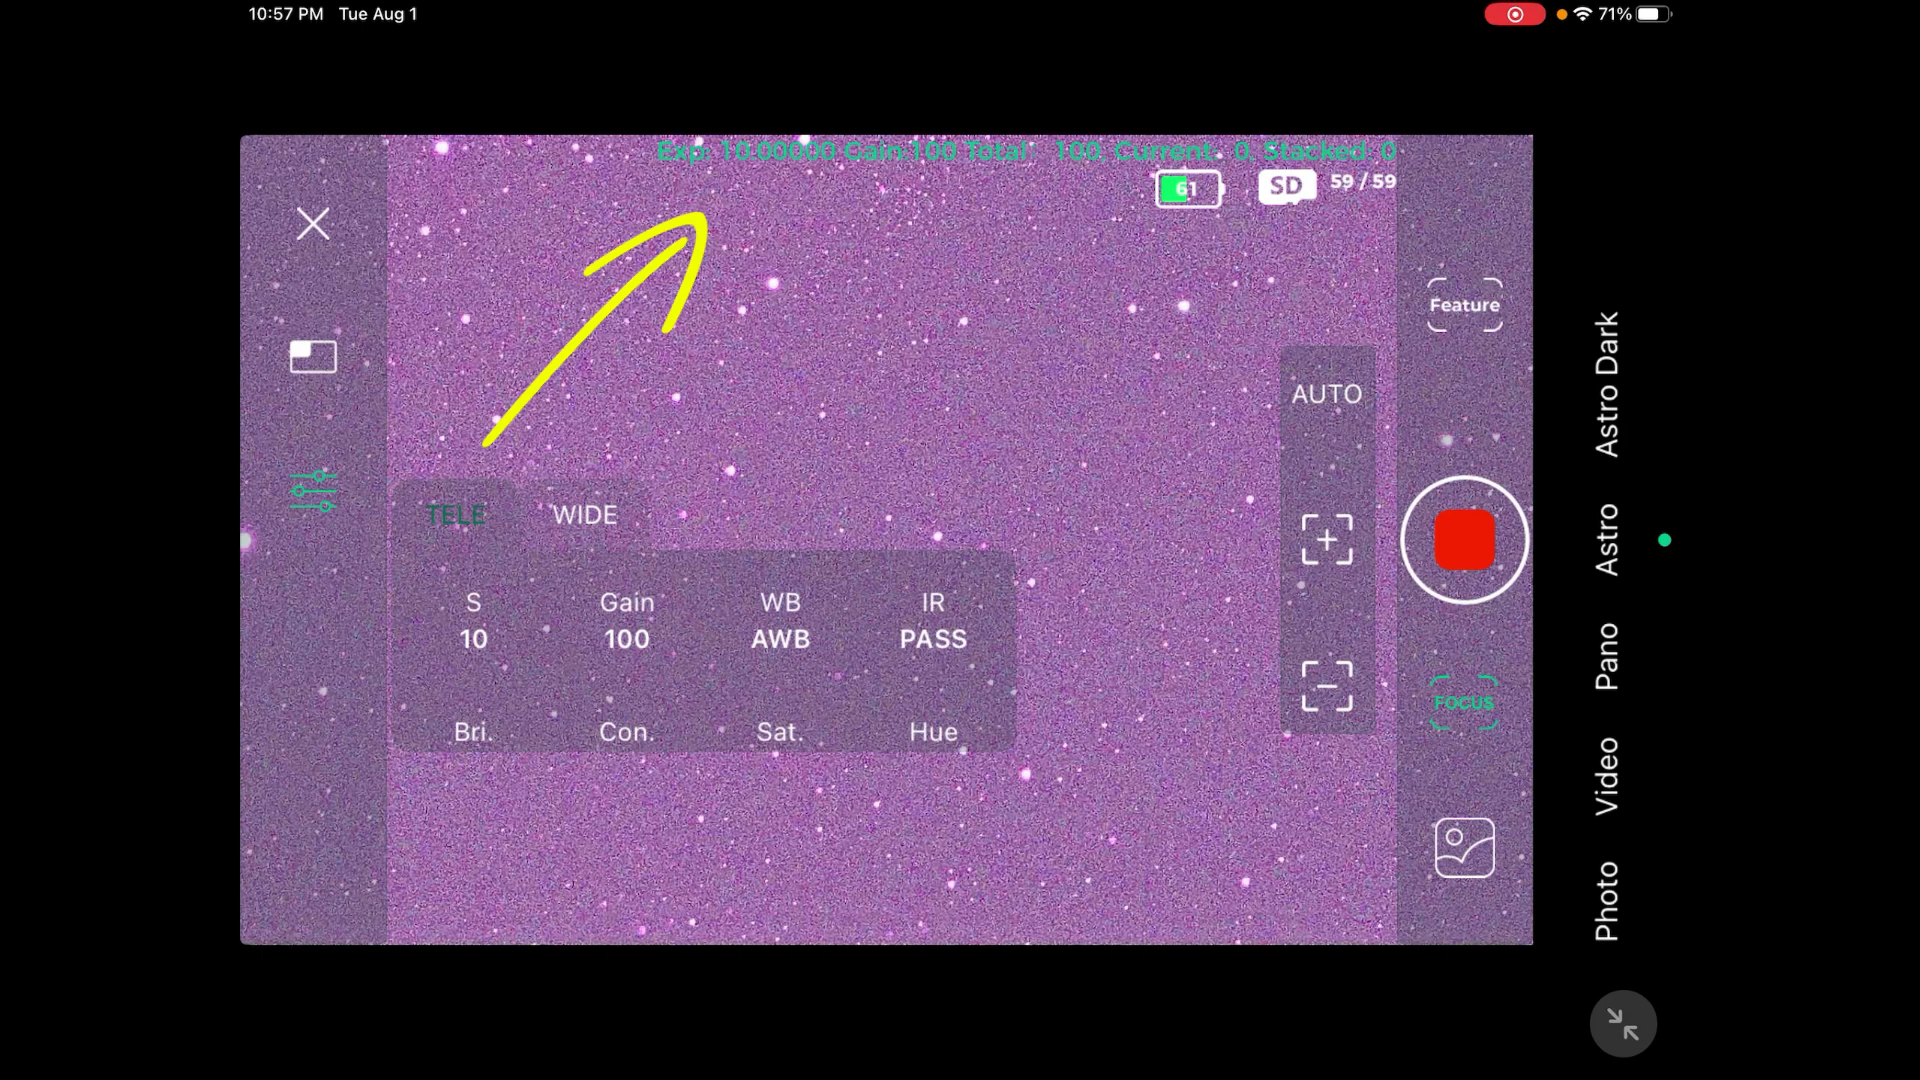 10:57 PM Tue Aug 1
71%
Exp: 10.00000 Gain:100 Total: 100, Current: 0, Stacked: 0
61 SD 59 / 59
Feature
AUTO
TELE WIDE
S Gain WB IR
10 100 AWB PASS
Bri. Con. Sat. Hue
FOCUS
Astro Dark
Astro
Pano
Video
Photo